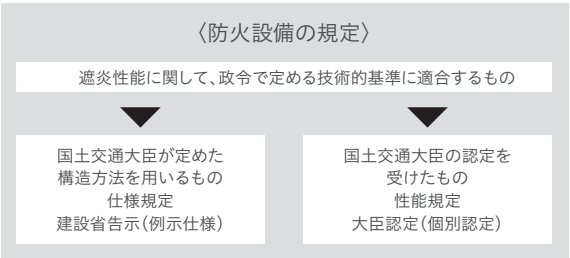 〈防火設備の規定〉
遮炎性能に関して、政令で定める技術的基準に適合するもの
国土交通大臣が定めた
構造方法を用いるもの
仕様規定
建設省告示(例示仕様)
国土交通大臣の認定を
受けたもの
性能規定
大臣認定(個別認定)